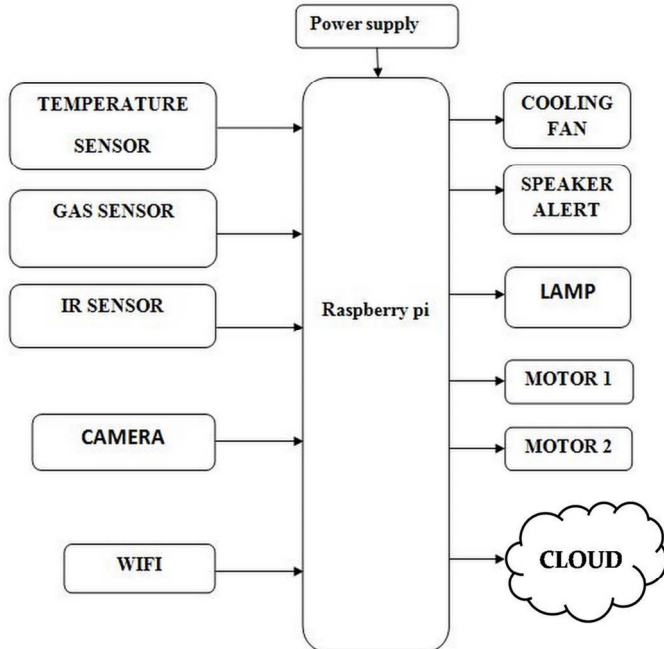 Power supply
TEMPERATURE
SENSOR
GAS SENSOR
IR SENSOR
CAMERA
WIFI
Raspberry pi
COOLING
FAN
SPEAKER
ALERT
LAMP
MOTOR 1
MOTOR 2
CLOUD